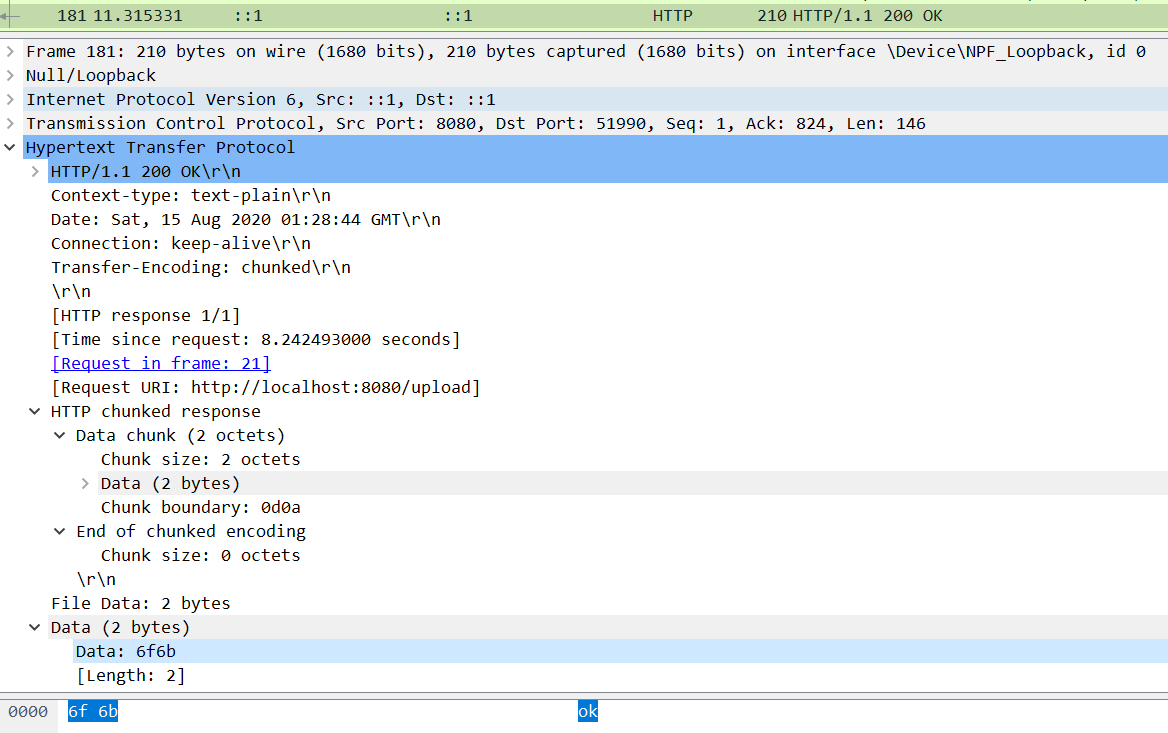 181 11.315331 ::1 ::1 HTTP 210 HTTP/1.1 200 OK
Frame 181: 210 bytes on wire (1680 bits), 210 bytes captured (1680 bits) on interface \Device\NPF_Loopback, id 0
Null/Loopback
Internet Protocol Version 6, Src: ::1, Dst: ::1
Transmission Control Protocol, Src Port: 8080, Dst Port: 51990, Seq: 1, Ack: 824, Len: 146
Hypertext Transfer Protocol
HTTP/1.1 200 OK\r\n
Context-type: text-plain\r\n
Date: Sat, 15 Aug 2020 01:28:44 GMT\r\n
Connection: keep-alive\r\n
Transfer-Encoding: chunked\r\n
\r\n
[HTTP response 1/1]
[Time since request: 8.242493000 seconds]
[Request in frame: 21]
[Request URI: http://localhost:8080/upload]
HTTP chunked response
Data chunk (2 octets)
Chunk size: 2 octets
Data (2 bytes)
Chunk boundary: 0d0a
End of chunked encoding
Chunk size: 0 octets
\r\n
File Data: 2 bytes
Data (2 bytes)
Data: 6f6b
[Length: 2]
0000 6f 6b ok